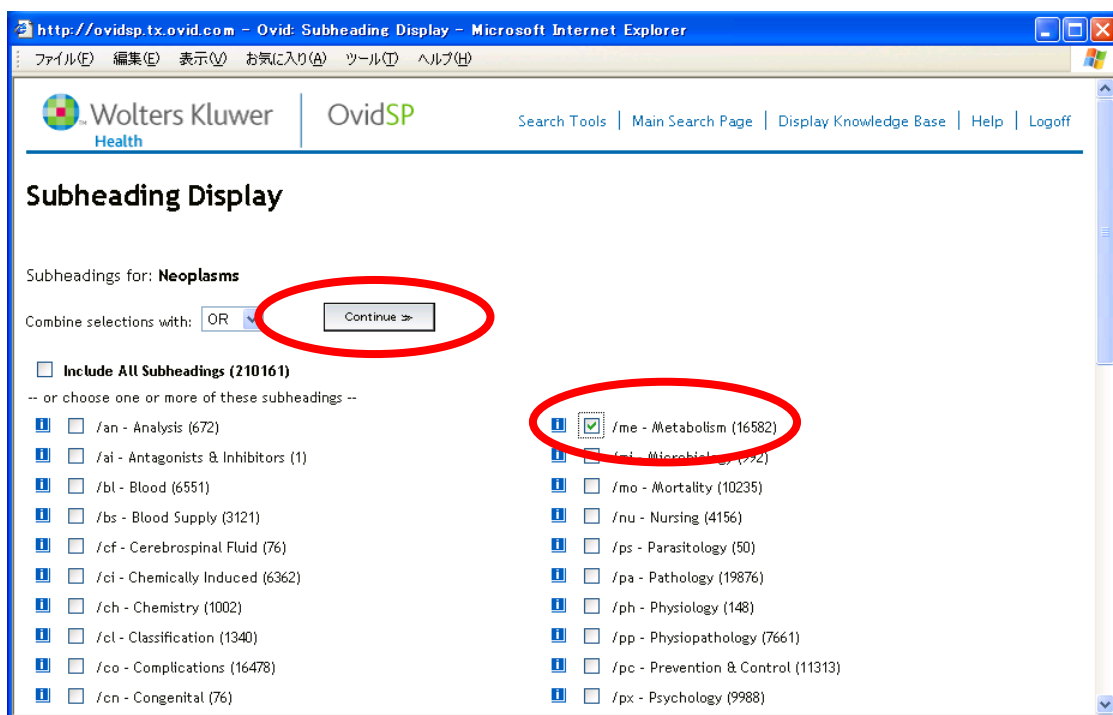 http://ovidsp.tx.ovid.com - Ovid: Subheading Display - Microsoft Internet Explorer
ファイル(F) 編集(E) 表示(V) お気に入り(A) ツール(T) ヘルプ(H)
Wolters Kluwer
Health
OvidSP
Search Tools | Main Search Page | Display Knowledge Base | Help | Logoff
Subheading Display
Subheadings for: Neoplasms
Combine selections with: OR
Continue ≫
Include All Subheadings (210161)
-- or choose one or more of these subheadings --
/an - Analysis (672)
/ai - Antagonists & Inhibitors (1)
/bl - Blood (6551)
/bs - Blood Supply (3121)
/cf - Cerebrospinal Fluid (76)
/ci - Chemically Induced (6362)
/ch - Chemistry (1002)
/cl - Classification (1340)
/co - Complications (16478)
/cn - Congenital (76)
/me - Metabolism (16582)
/mi - Microbiology (992)
/mo - Mortality (10235)
/nu - Nursing (4156)
/ps - Parasitology (50)
/pa - Pathology (19876)
/ph - Physiology (148)
/pp - Physiopathology (7661)
/pc - Prevention & Control (11313)
/px - Psychology (9988)